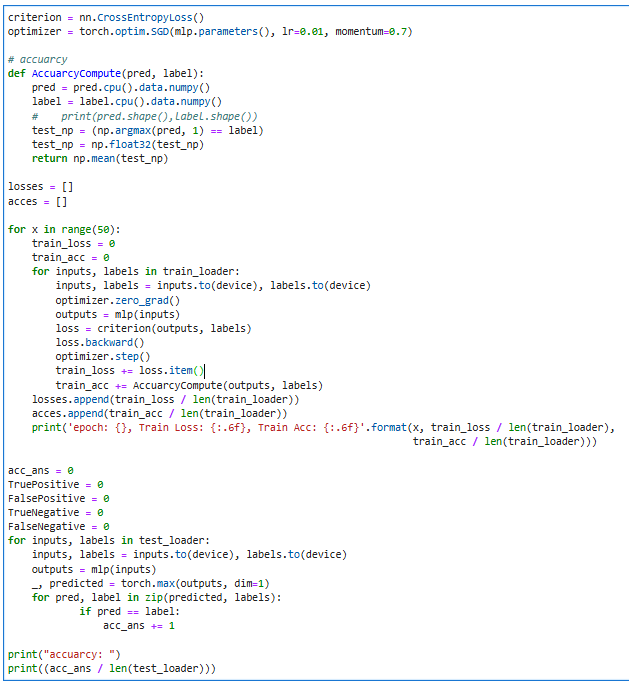 criterion = nn.CrossEntropyLoss()
optimizer = torch.optim.SGD(mlp.parameters(), lr=0.01, momentum=0.7)

# accuarcy
def AccuarcyCompute(pred, label):
    pred = pred.cpu().data.numpy()
    label = label.cpu().data.numpy()
    #    print(pred.shape(),label.shape())
    test_np = (np.argmax(pred, 1) == label)
    test_np = np.float32(test_np)
    return np.mean(test_np)

losses = []
acces = []

for x in range(50):
    train_loss = 0
    train_acc = 0
    for inputs, labels in train_loader:
        inputs, labels = inputs.to(device), labels.to(device)
        optimizer.zero_grad()
        outputs = mlp(inputs)
        loss = criterion(outputs, labels)
        loss.backward()
        optimizer.step()
        train_loss += loss.item()
        train_acc += AccuarcyCompute(outputs, labels)
    losses.append(train_loss / len(train_loader))
    acces.append(train_acc / len(train_loader))
    print('epoch: {}, Train Loss: {:.6f}, Train Acc: {:.6f}'.format(x, train_loss / len(train_loader),
                                                                    train_acc / len(train_loader)))

acc_ans = 0
TruePositive = 0
FalsePositive = 0
TrueNegative = 0
FalseNegative = 0
for inputs, labels in test_loader:
    inputs, labels = inputs.to(device), labels.to(device)
    outputs = mlp(inputs)
    _, predicted = torch.max(outputs, dim=1)
    for pred, label in zip(predicted, labels):
            if pred == label:
                acc_ans += 1

print("accuarcy: ")
print((acc_ans / len(test_loader)))